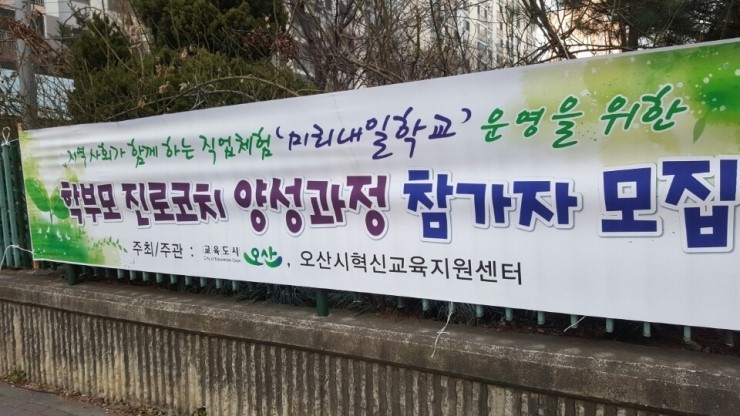 지역 사회가 함께 하는 직업체험 '미리내일학교' 운영을 위한
학부모 진로코치 양성과정 참가자 모집
주최/주관 : 교육도시 오산, 오산시혁신교육지원센터